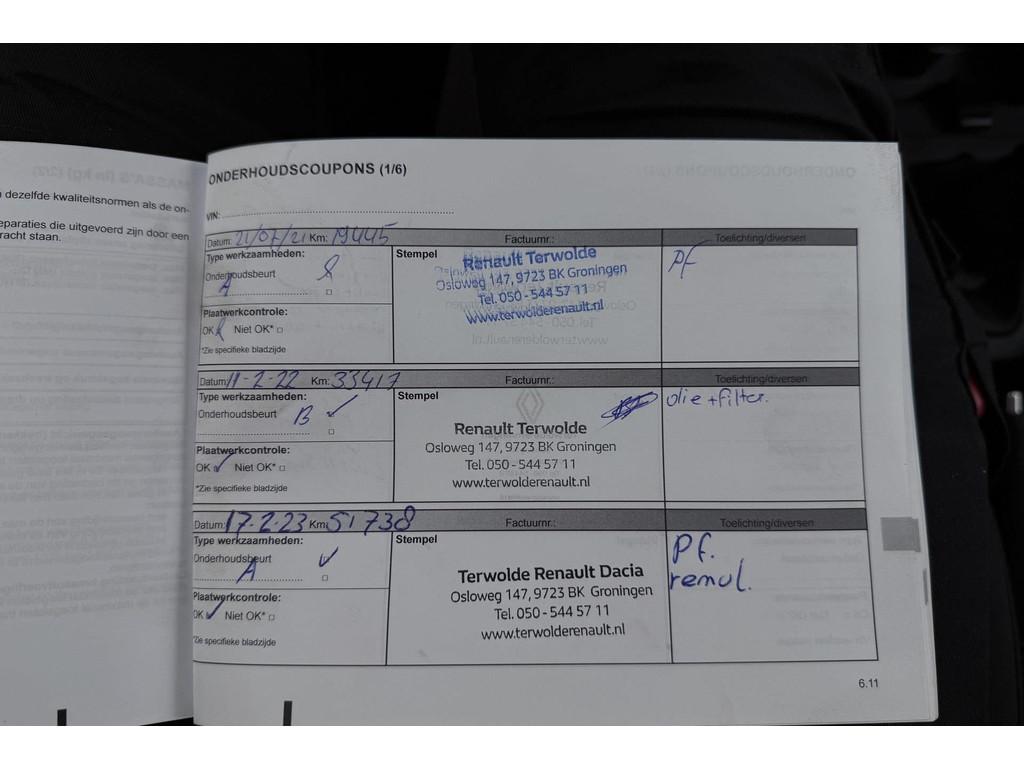 MASSA'S (in kg) (2/2)
dezelfde kwaliteitsnormen als de on-
eparaties die uitgevoerd zijn door een
racht staan.
ONDERHOUDSCOUPONS (1/6)
VIN:
Datum: 21/07/21 Km: 19445 Factuurnr.: Toelichting/diversen
Type werkzaamheden: Stempel
Onderhoudsbeurt
A
Renault Terwolde
Osloweg 147, 9723 BK Groningen
Tel. 050 - 544 57 11
www.terwolderenault.nl
Pf
Plaatwerkcontrole:
OK Niet OK*
*Zie specifieke bladzijde
Datum: 11-2-22 Km: 33417 Factuurnr.: Toelichting/diversen
Type werkzaamheden: Stempel
Onderhoudsbeurt B
Renault Terwolde
Osloweg 147, 9723 BK Groningen
Tel. 050 - 544 57 11
www.terwolderenault.nl
olie + filter.
Plaatwerkcontrole:
OK Niet OK*
*Zie specifieke bladzijde
Datum: 17-2-23 Km: 51738 Factuurnr.: Toelichting/diversen
Type werkzaamheden: Stempel
Onderhoudsbeurt
A
Terwolde Renault Dacia
Osloweg 147, 9723 BK Groningen
Tel. 050 - 544 57 11
www.terwolderenault.nl
Pf.
remvl.
Plaatwerkcontrole:
OK Niet OK*
*Zie specifieke bladzijde
6.11